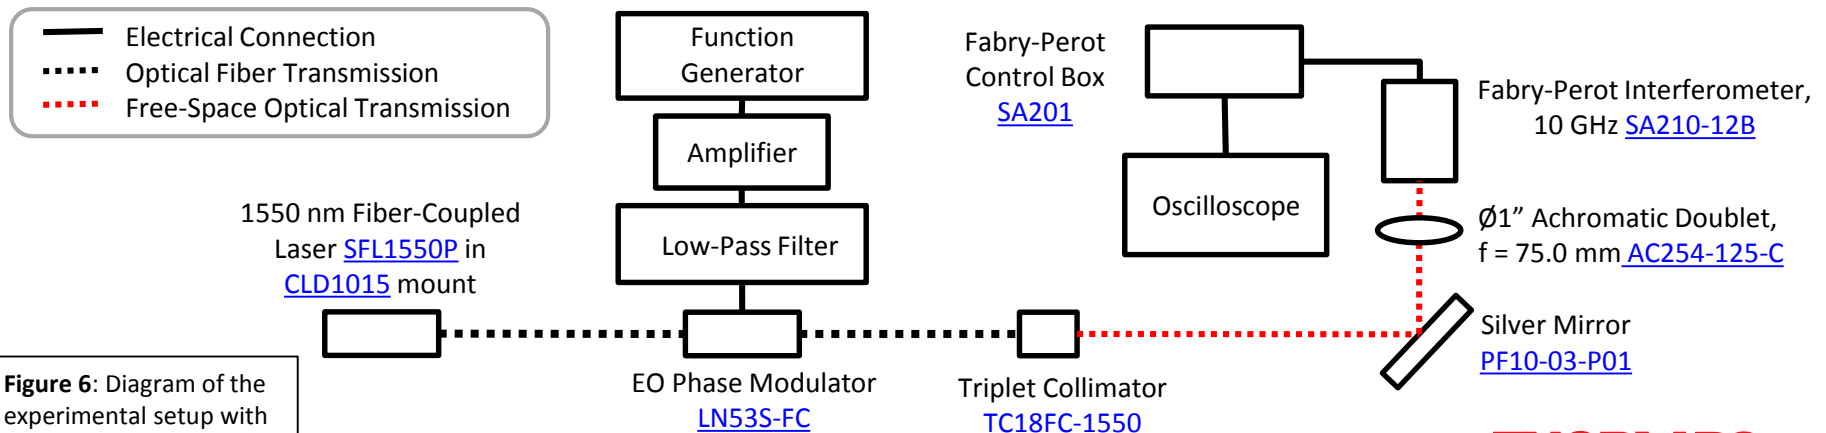 Electrical Connection
Optical Fiber Transmission
Free-Space Optical Transmission
Function
Generator
Amplifier
Low-Pass Filter
1550 nm Fiber-Coupled
Laser SFL1550P in
CLD1015 mount
EO Phase Modulator
LN53S-FC
Triplet Collimator
TC18FC-1550
Fabry-Perot
Control Box
SA201
Oscilloscope
Fabry-Perot Interferometer,
10 GHz SA210-12B
Ø1” Achromatic Doublet,
f = 75.0 mm AC254-125-C
Silver Mirror
PF10-03-P01
Figure 6: Diagram of the
experimental setup with